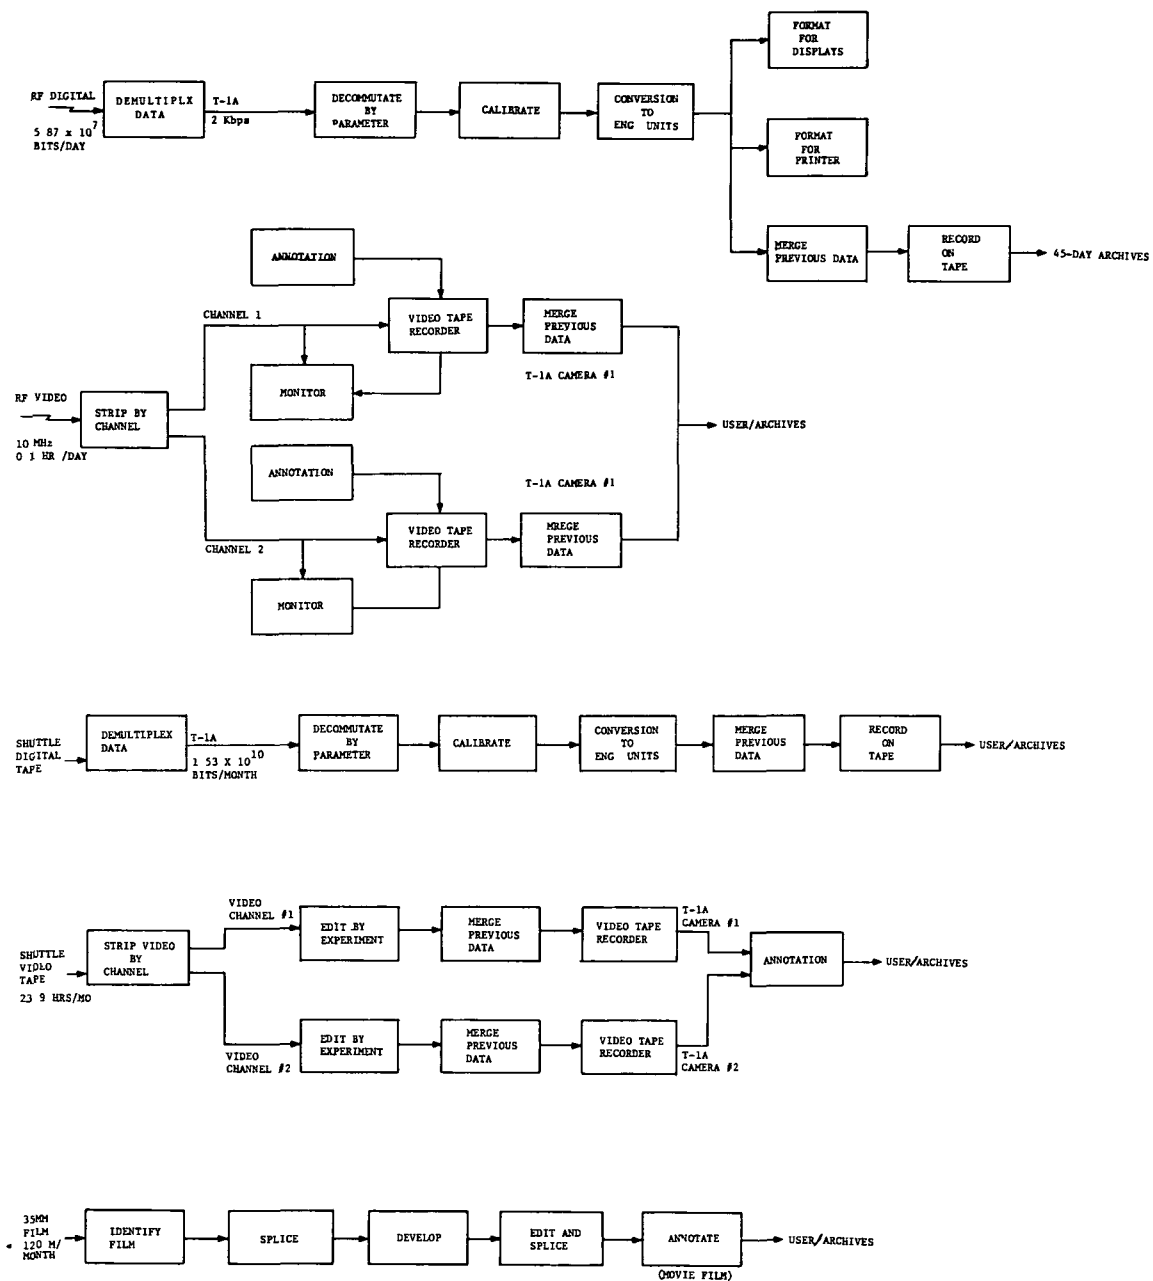 FORMAT
FOR
DISPLAYS
RF DIGITAL
5 87 x 10^7
BITS/DAY
DEMULTIPLX
DATA
T-1A
2 Kbps
DECOMMUTATE
BY
PARAMETER
CALIBRATE
CONVERSION
TO
ENG UNITS
FORMAT
FOR
PRINTER
MERGE
PREVIOUS DATA
RECORD
ON
TAPE
45-DAY ARCHIVES
ANNOTATION
CHANNEL 1
VIDEO TAPE
RECORDER
MERGE
PREVIOUS
DATA
T-1A CAMERA #1
MONITOR
RF VIDEO
10 MHz
0 1 HR /DAY
STRIP BY
CHANNEL
USER/ARCHIVES
ANNOTATION
T-1A CAMERA #1
CHANNEL 2
VIDEO TAPE
RECORDER
MREGE
PREVIOUS
DATA
MONITOR
SHUTTLE
DIGITAL
TAPE
DEMULTIPLEX
DATA
T-1A
1 53 X 10^10
BITS/MONTH
DECOMMUTATE
BY
PARAMETER
CALIBRATE
CONVERSION
TO
ENG UNITS
MERGE
PREVIOUS
DATA
RECORD
ON
TAPE
USER/ARCHIVES
SHUTTLE
VIDEO
TAPE
23 9 HRS/MO
STRIP VIDEO
BY
CHANNEL
VIDEO
CHANNEL #1
EDIT BY
EXPERIMENT
MERGE
PREVIOUS
DATA
VIDEO TAPE
RECORDER
T-1A
CAMERA #1
ANNOTATION
USER/ARCHIVES
VIDEO
CHANNEL #2
EDIT BY
EXPERIMENT
MERGE
PREVIOUS
DATA
VIDEO TAPE
RECORDER
T-1A
CAMERA #2
35MM
FILM
120 M/
MONTH
IDENTIFY
FILM
SPLICE
DEVELOP
EDIT AND
SPLICE
ANNOTATE
(MOVIE FILM)
USER/ARCHIVES